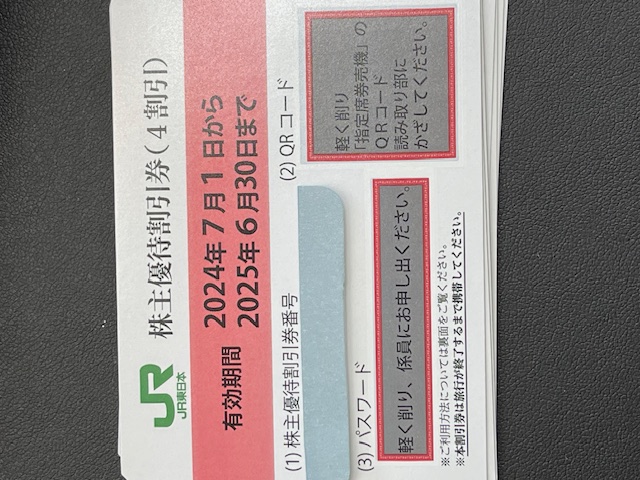 JR
JR東日本
株主優待割引券(4割引)
有効期間
2024年7月1日から
2025年6月30日まで
(1) 株主優待割引券番号
(2) QRコード
軽く削り
「指定席券売機」の
QRコード
読み取り部に
かざしてください。
(3) パスワード
軽く削り、係員にお申し出ください。
※ご利用方法については裏面をご覧ください。
※本割引券は旅行が終了するまで携帯してください。